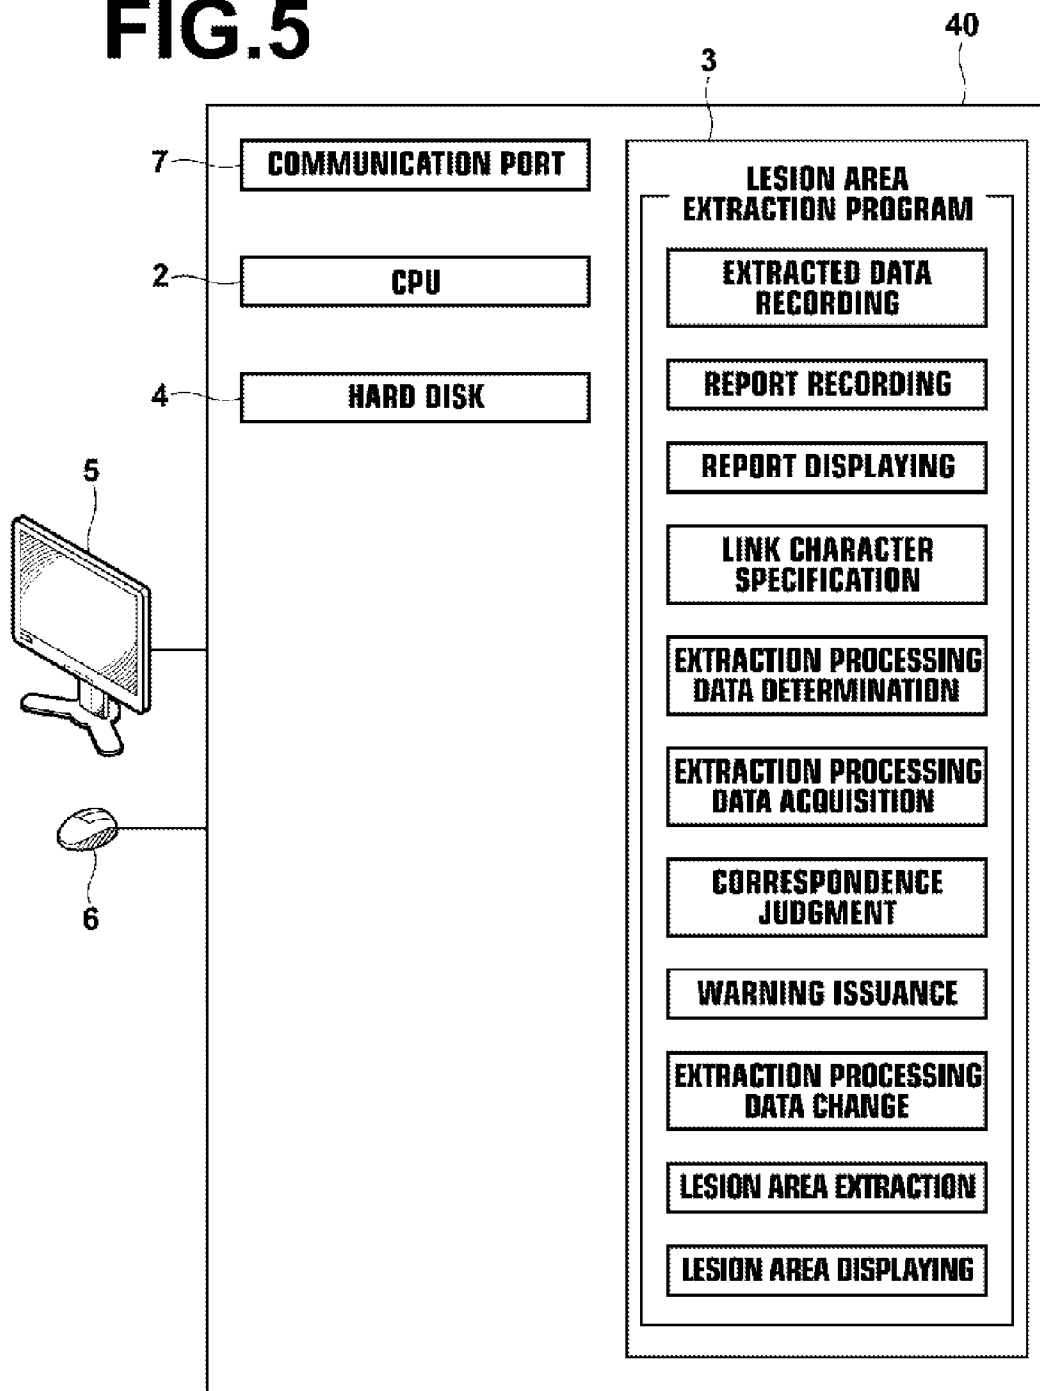 FIG.5
40
3
7
COMMUNICATION PORT
2
CPU
4
HARD DISK
5
6
LESION AREA
EXTRACTION PROGRAM
EXTRACTED DATA
RECORDING
REPORT RECORDING
REPORT DISPLAYING
LINK CHARACTER
SPECIFICATION
EXTRACTION PROCESSING
DATA DETERMINATION
EXTRACTION PROCESSING
DATA ACQUISITION
CORRESPONDENCE
JUDGMENT
WARNING ISSUANCE
EXTRACTION PROCESSING
DATA CHANGE
LESION AREA EXTRACTION
LESION AREA DISPLAYING